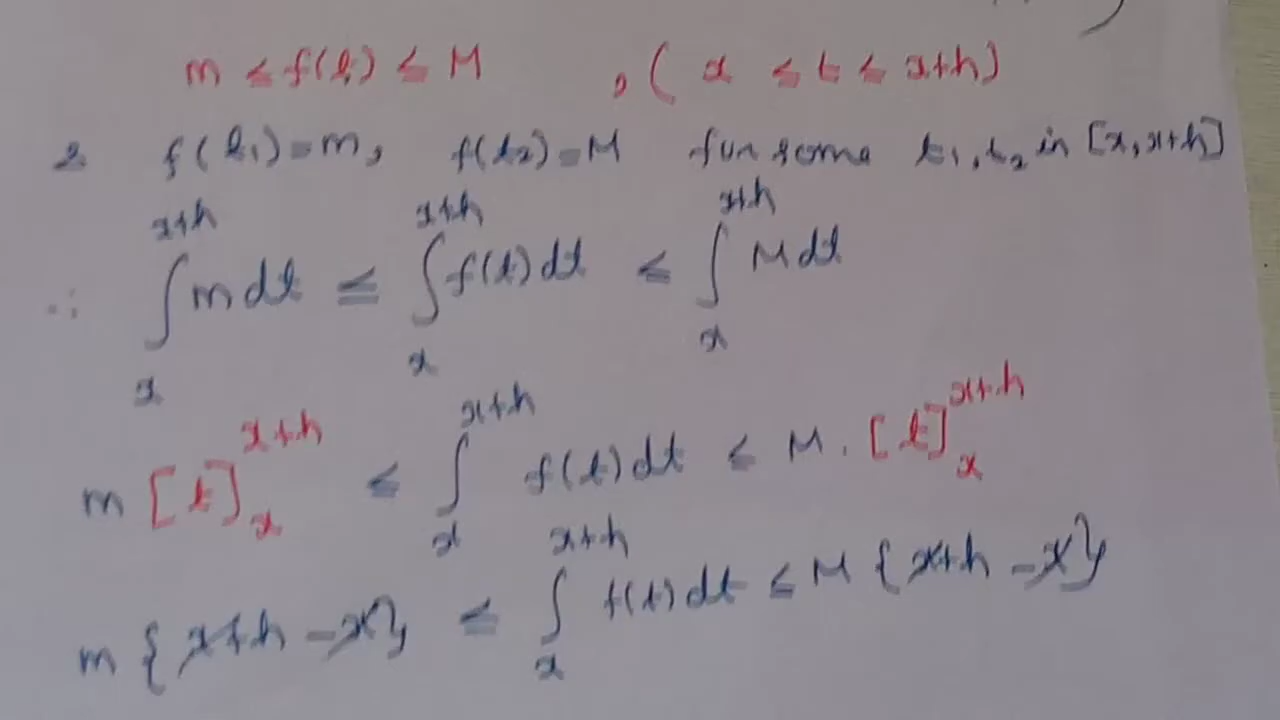 m ≤ f(t) ≤ M , ( x ≤ t ≤ x+h )
& f(t₁) = m, f(t₂) = M for some t₁, t₂ in [x, x+h]
∴ ∫ₓˣ⁺ʰ m dt ≤ ∫ₓˣ⁺ʰ f(t) dt ≤ ∫ₓˣ⁺ʰ M dt
m [t]ₓˣ⁺ʰ ≤ ∫ₓˣ⁺ʰ f(t) dt ≤ M . [t]ₓˣ⁺ʰ
m {x+h - x} ≤ ∫ₓˣ⁺ʰ f(t) dt ≤ M {x+h - x}